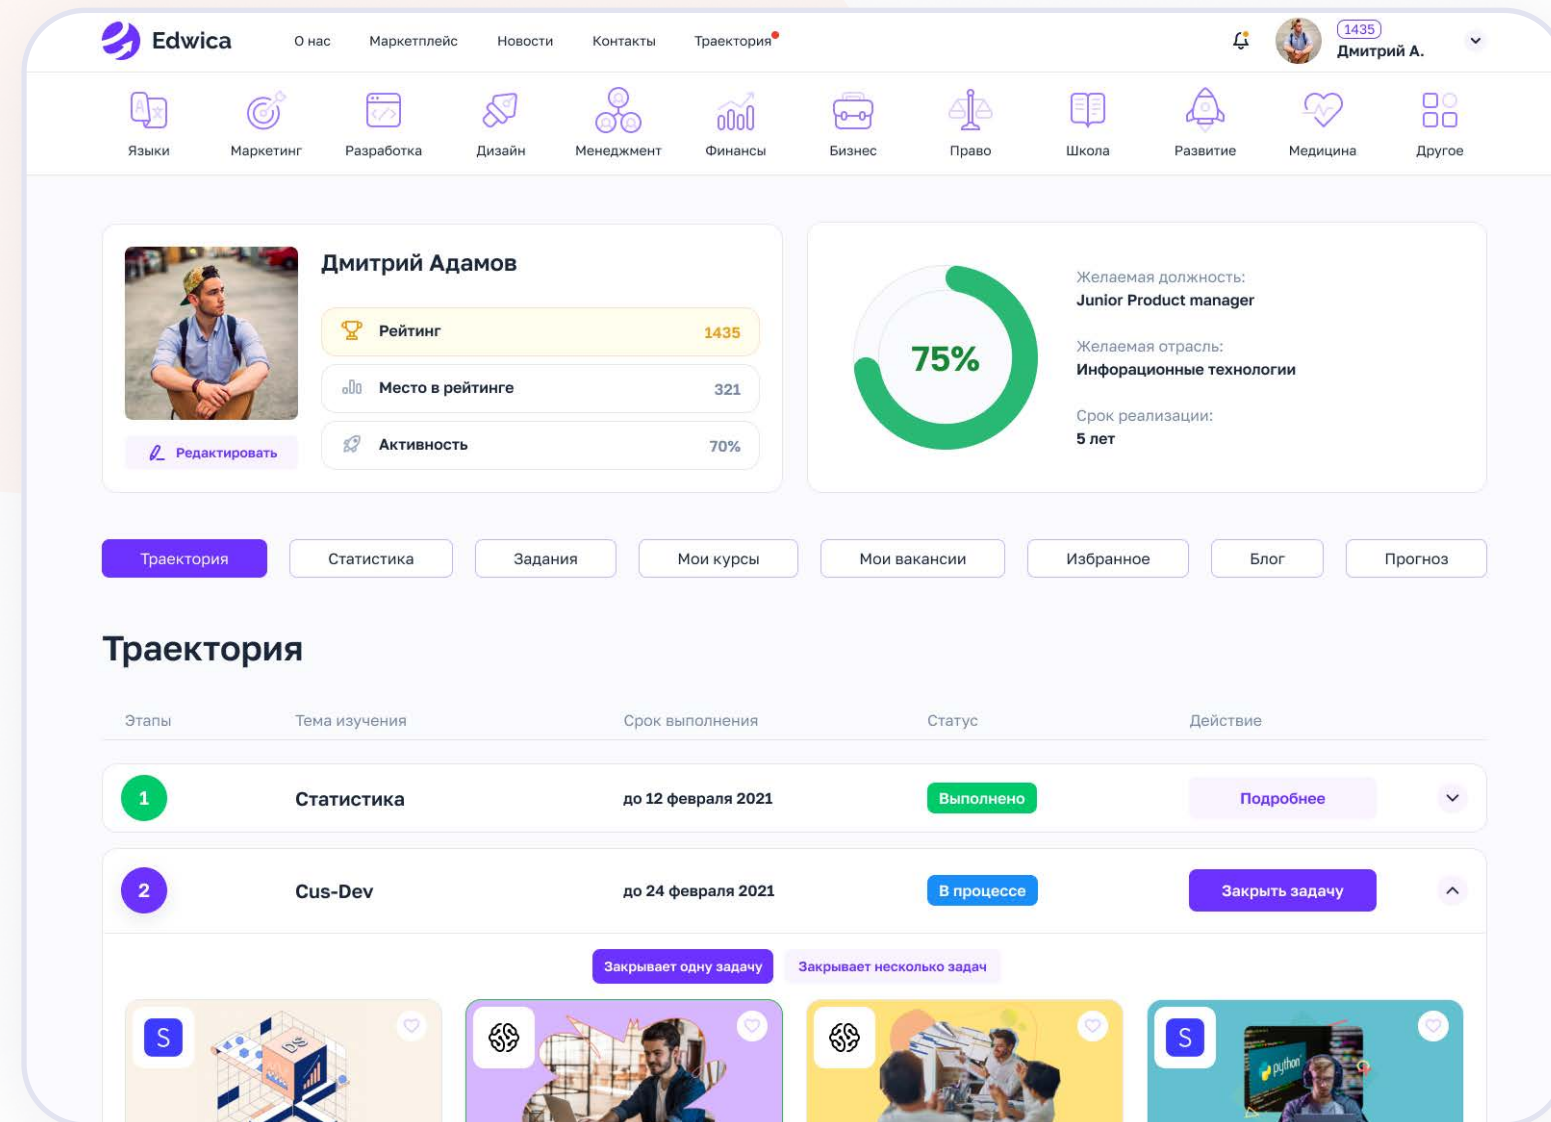 Edwica
О нас
Маркетплейс
Новости
Контакты
Траектория
1435
Дмитрий А.
Языки
Маркетинг
Разработка
Дизайн
Менеджмент
Финансы
Бизнес
Право
Школа
Развитие
Медицина
Другое
Дмитрий Адамов
Рейтинг 1435
Место в рейтинге 321
Активность 70%
Редактировать
75%
Желаемая должность:
Junior Product manager
Желаемая отрасль:
Инфорационные технологии
Срок реализации:
5 лет
Траектория
Статистика
Задания
Мои курсы
Мои вакансии
Избранное
Блог
Прогноз
Траектория
Этапы Тема изучения Срок выполнения Статус Действие
1 Статистика до 12 февраля 2021 Выполнено Подробнее
2 Cus-Dev до 24 февраля 2021 В процессе Закрыть задачу
Закрывает одну задачу
Закрывает несколько задач
S
DS
S
python